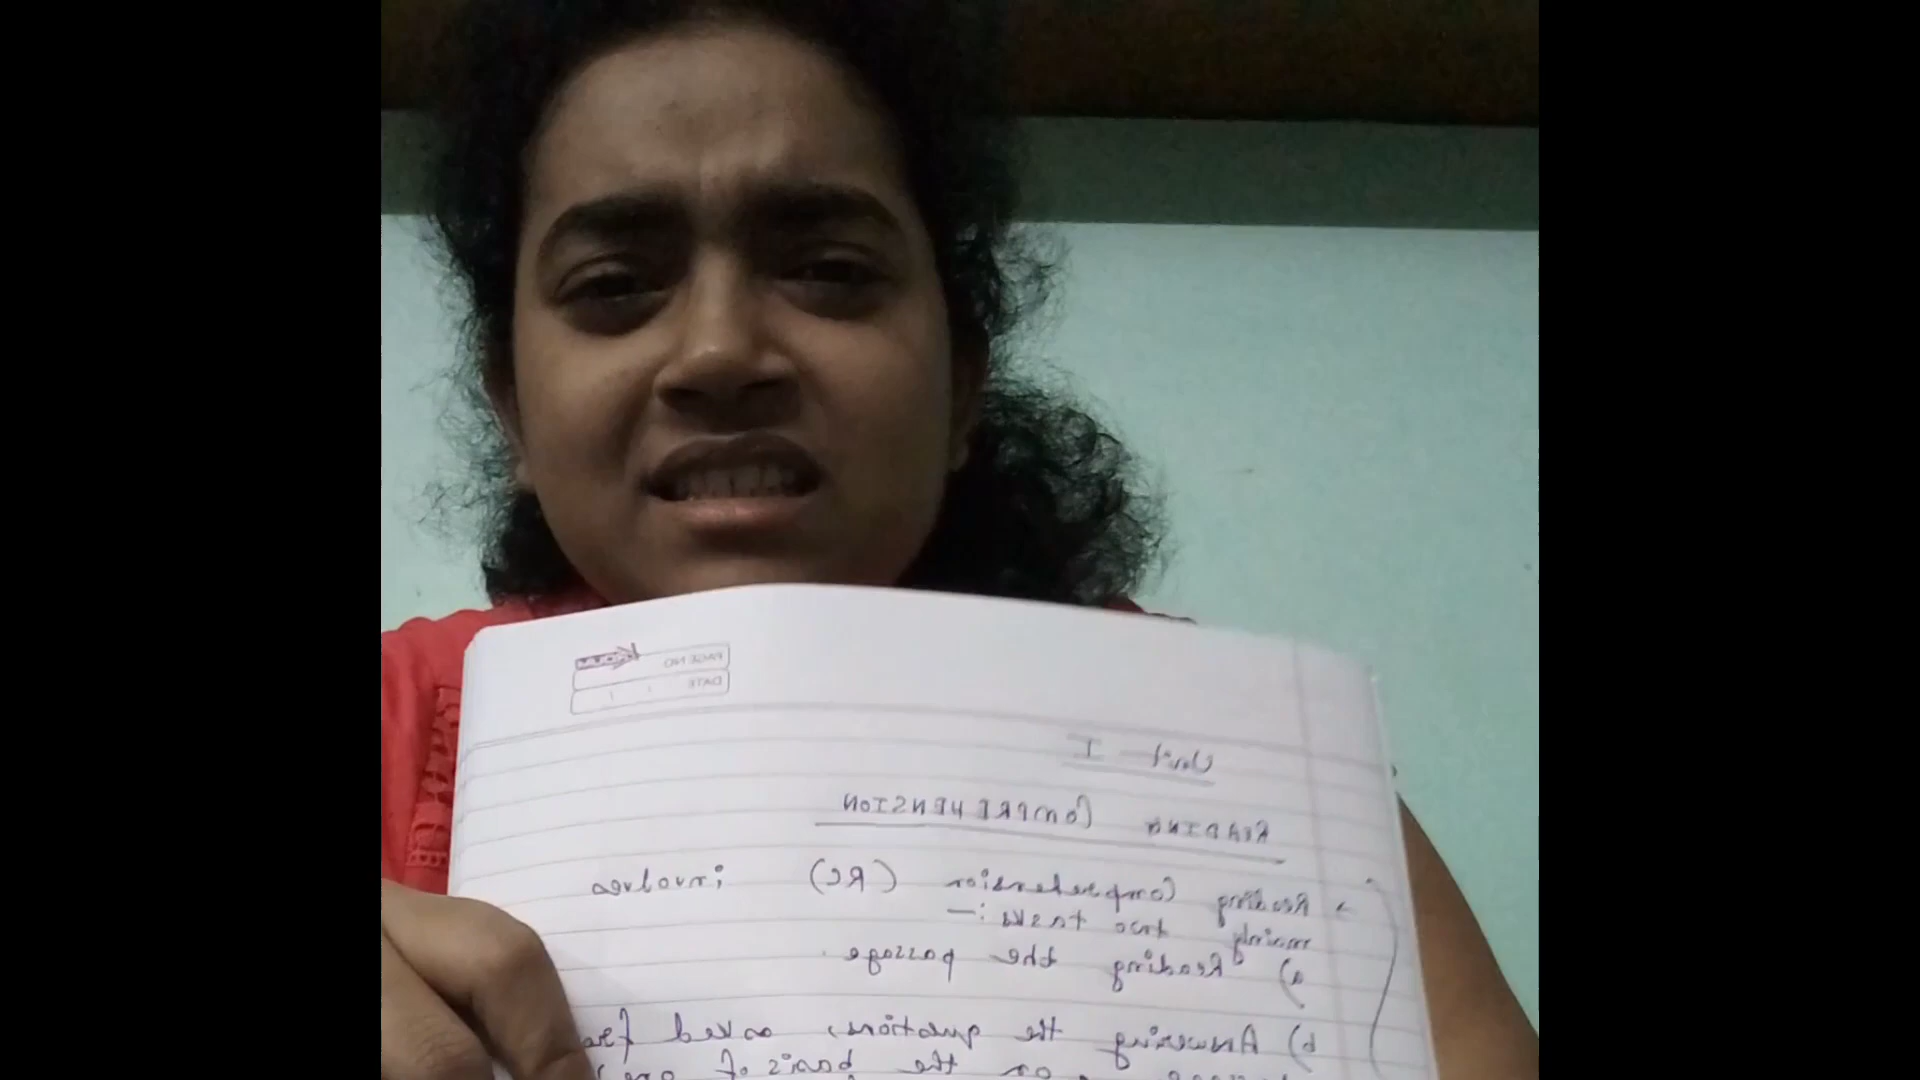 PAGE NO
DATE
Unit - I
READING COMPREHENSION
→ Reading Comprehension (RC) involves
mainly two tasks :-
a) Reading the passage.
b) Answering the questions asked
on the basis of